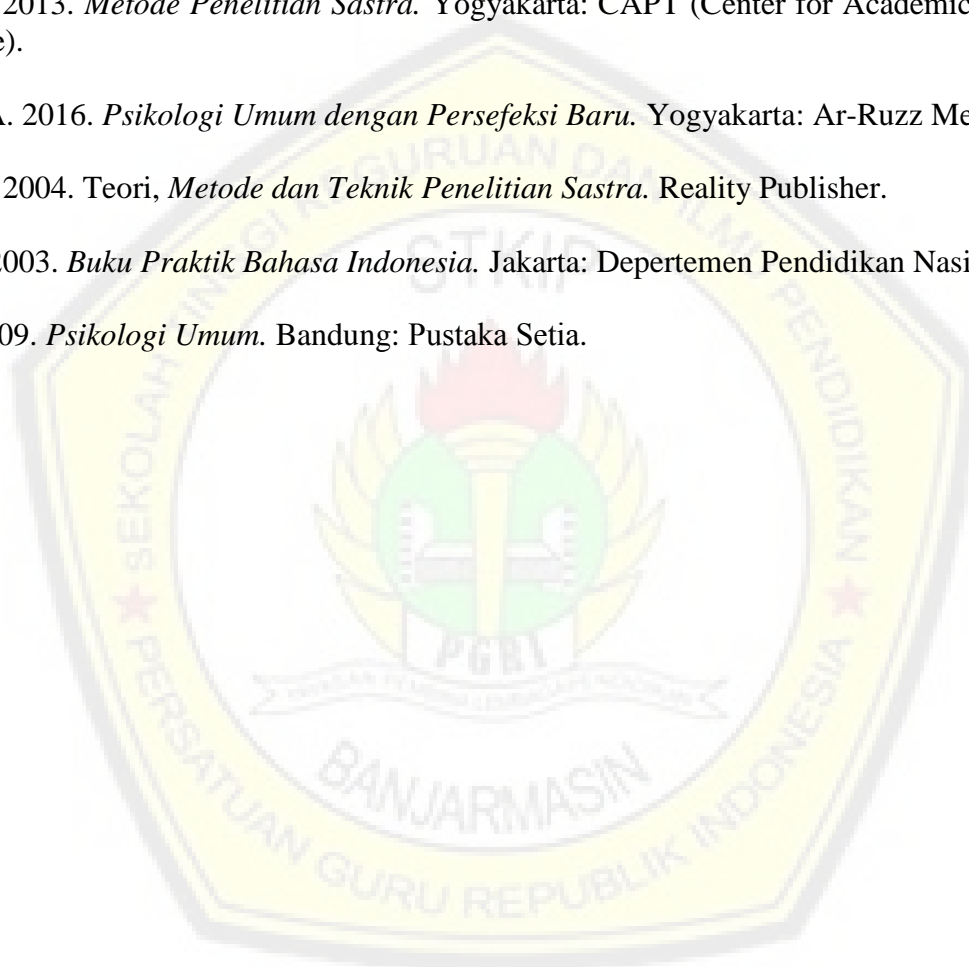 2013. Metode Penelitian Sastra. Yogyakarta: CAPT (Center for Academic
e).
A. 2016. Psikologi Umum dengan Persefeksi Baru. Yogyakarta: Ar-Ruzz Me
2004. Teori, Metode dan Teknik Penelitian Sastra. Reality Publisher.
2003. Buku Praktik Bahasa Indonesia. Jakarta: Depertemen Pendidikan Nasi
09. Psikologi Umum. Bandung: Pustaka Setia.
SEKOLAH TINGGI KEGURUAN DAN ILMU PENDIDIKAN
STKIP
PGRI
BANJARMASIN
PERSATUAN GURU REPUBLIK INDONESIA